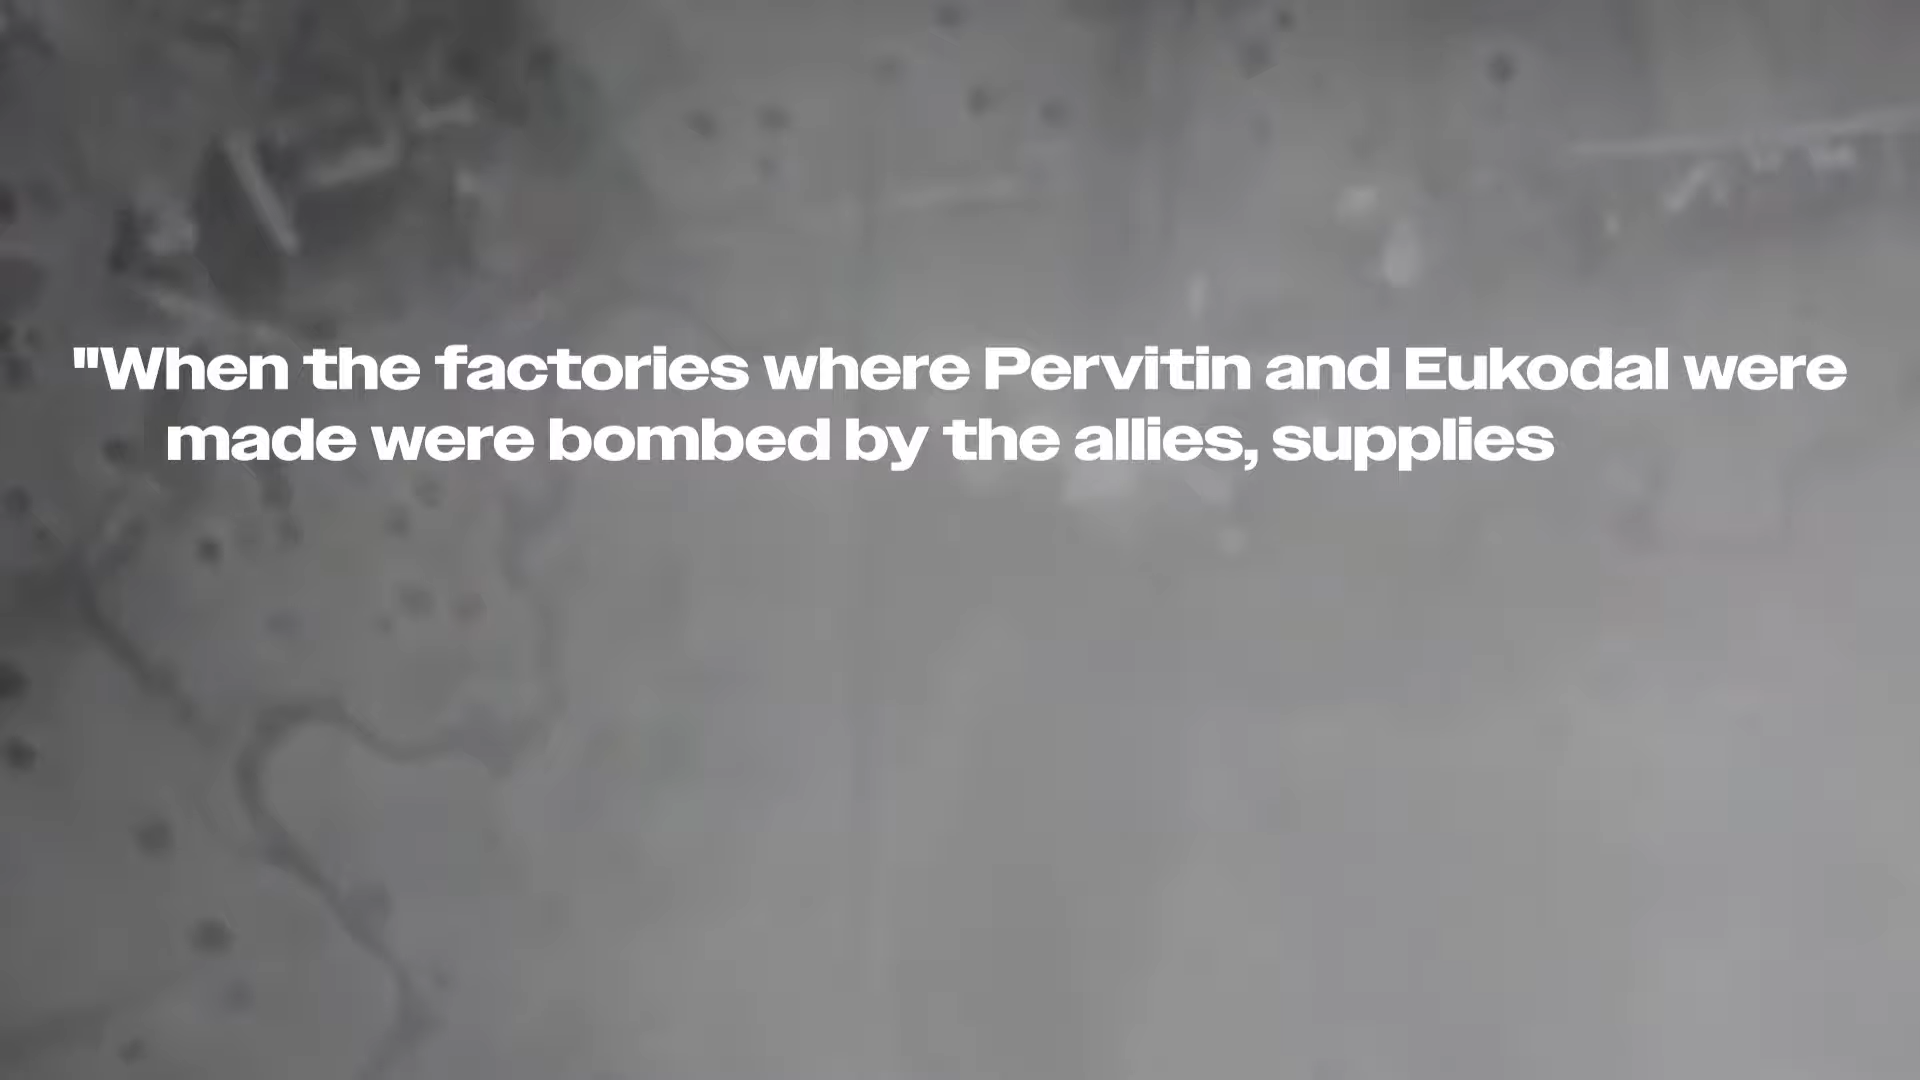 "When the factories where Pervitin and Eukodal were
made were bombed by the allies, supplies